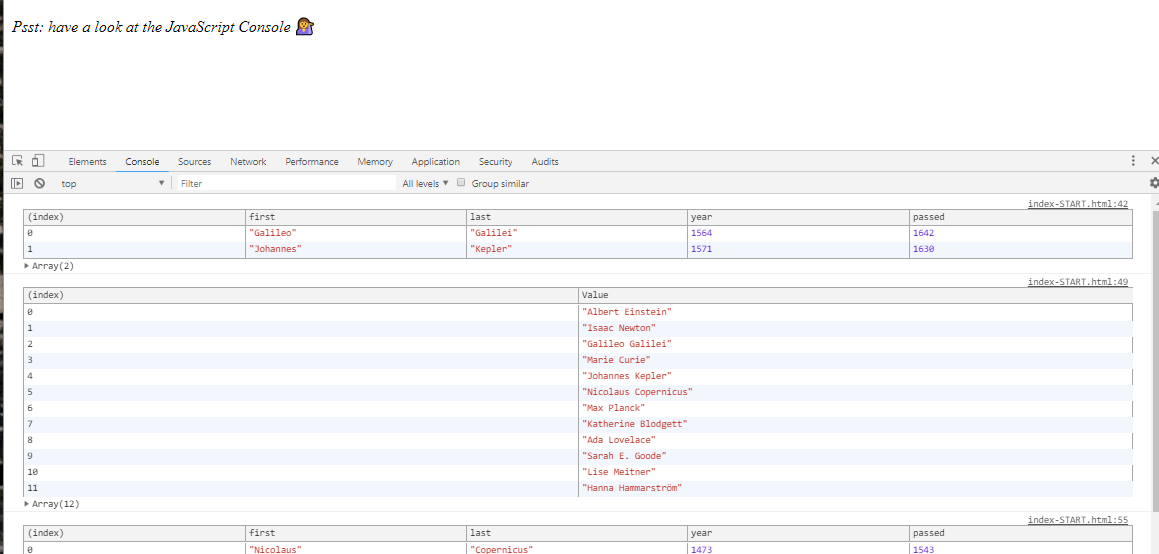 Psst: have a look at the JavaScript Console 💁
Elements Console Sources Network Performance Memory Application Security Audits
top ▼ Filter All levels ▼ Group similar
index-START.html:42
(index) first last year passed
0 "Galileo" "Galilei" 1564 1642
1 "Johannes" "Kepler" 1571 1630
▶ Array(2)
index-START.html:49
(index) Value
0 "Albert Einstein"
1 "Isaac Newton"
2 "Galileo Galilei"
3 "Marie Curie"
4 "Johannes Kepler"
5 "Nicolaus Copernicus"
6 "Max Planck"
7 "Katherine Blodgett"
8 "Ada Lovelace"
9 "Sarah E. Goode"
10 "Lise Meitner"
11 "Hanna Hammarström"
▶ Array(12)
index-START.html:55
(index) first last year passed
0 "Nicolaus" "Copernicus" 1473 1543